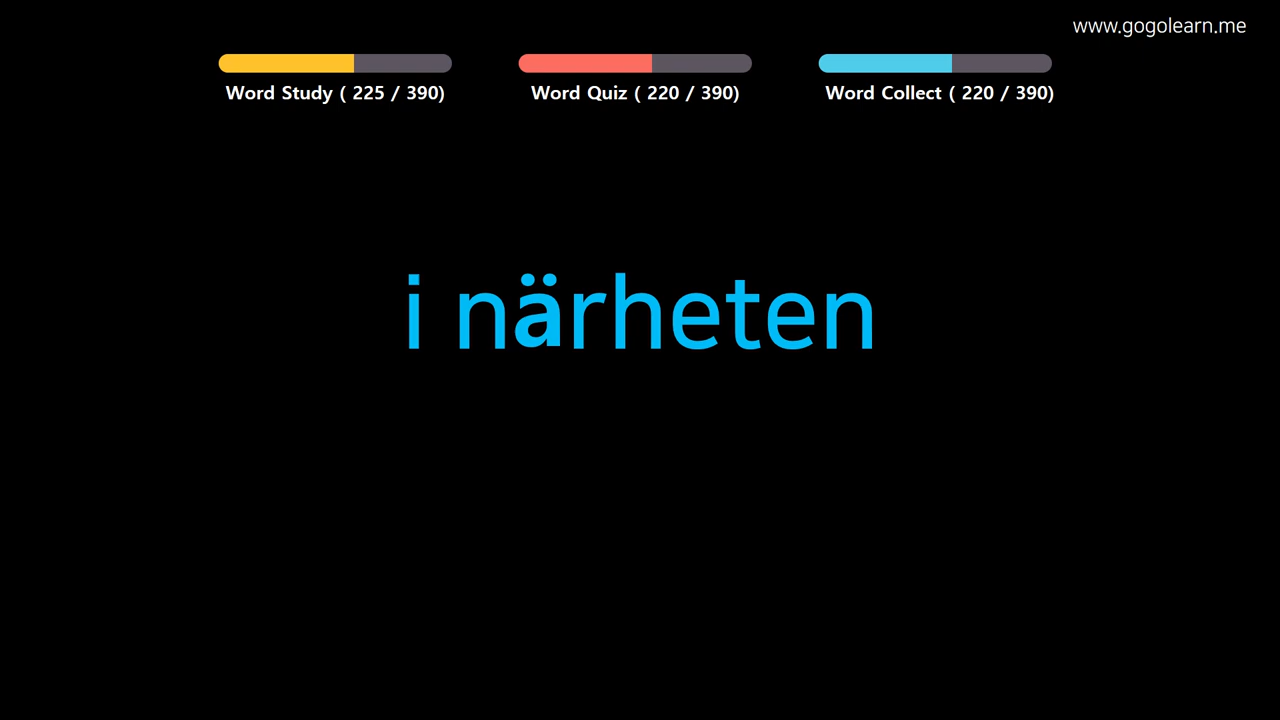 www.gogolearn.me
Word Study ( 225 / 390)
Word Quiz ( 220 / 390)
Word Collect ( 220 / 390)
i närheten